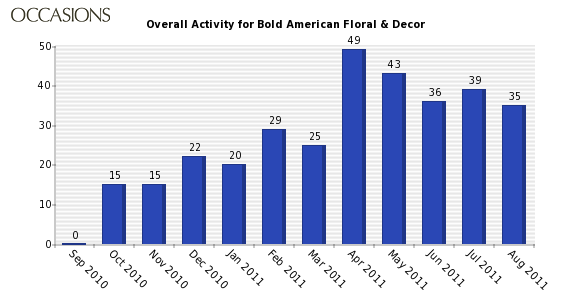 OCCASIONS
Overall Activity for Bold American Floral & Decor
50
40
30
20
10
0
0
15
15
22
20
29
25
49
43
36
39
35
Sep 2010
Oct 2010
Nov 2010
Dec 2010
Jan 2011
Feb 2011
Mar 2011
Apr 2011
May 2011
Jun 2011
Jul 2011
Aug 2011